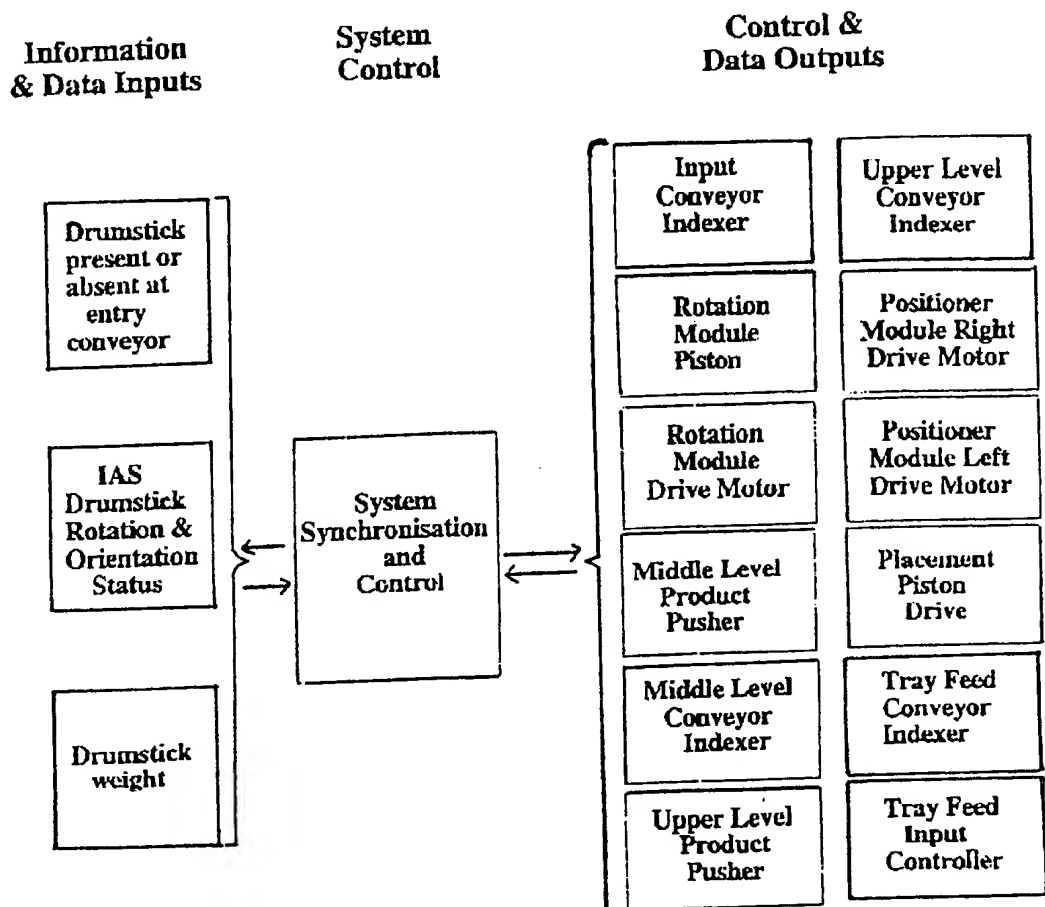 Information
& Data Inputs
System
Control
Control &
Data Outputs
Drumstick
present or
absent at
entry
conveyor
IAS
Drumstick
Rotation &
Orientation
Status
Drumstick
weight
System
Synchronisation
and
Control
Input
Conveyor
Indexer
Rotation
Module
Piston
Rotation
Module
Drive Motor
Middle Level
Product
Pusher
Middle Level
Conveyor
Indexer
Upper Level
Product
Pusher
Upper Level
Conveyor
Indexer
Positioner
Module Right
Drive Motor
Positioner
Module Left
Drive Motor
Placement
Piston
Drive
Tray Feed
Conveyor
Indexer
Tray Feed
Input
Controller